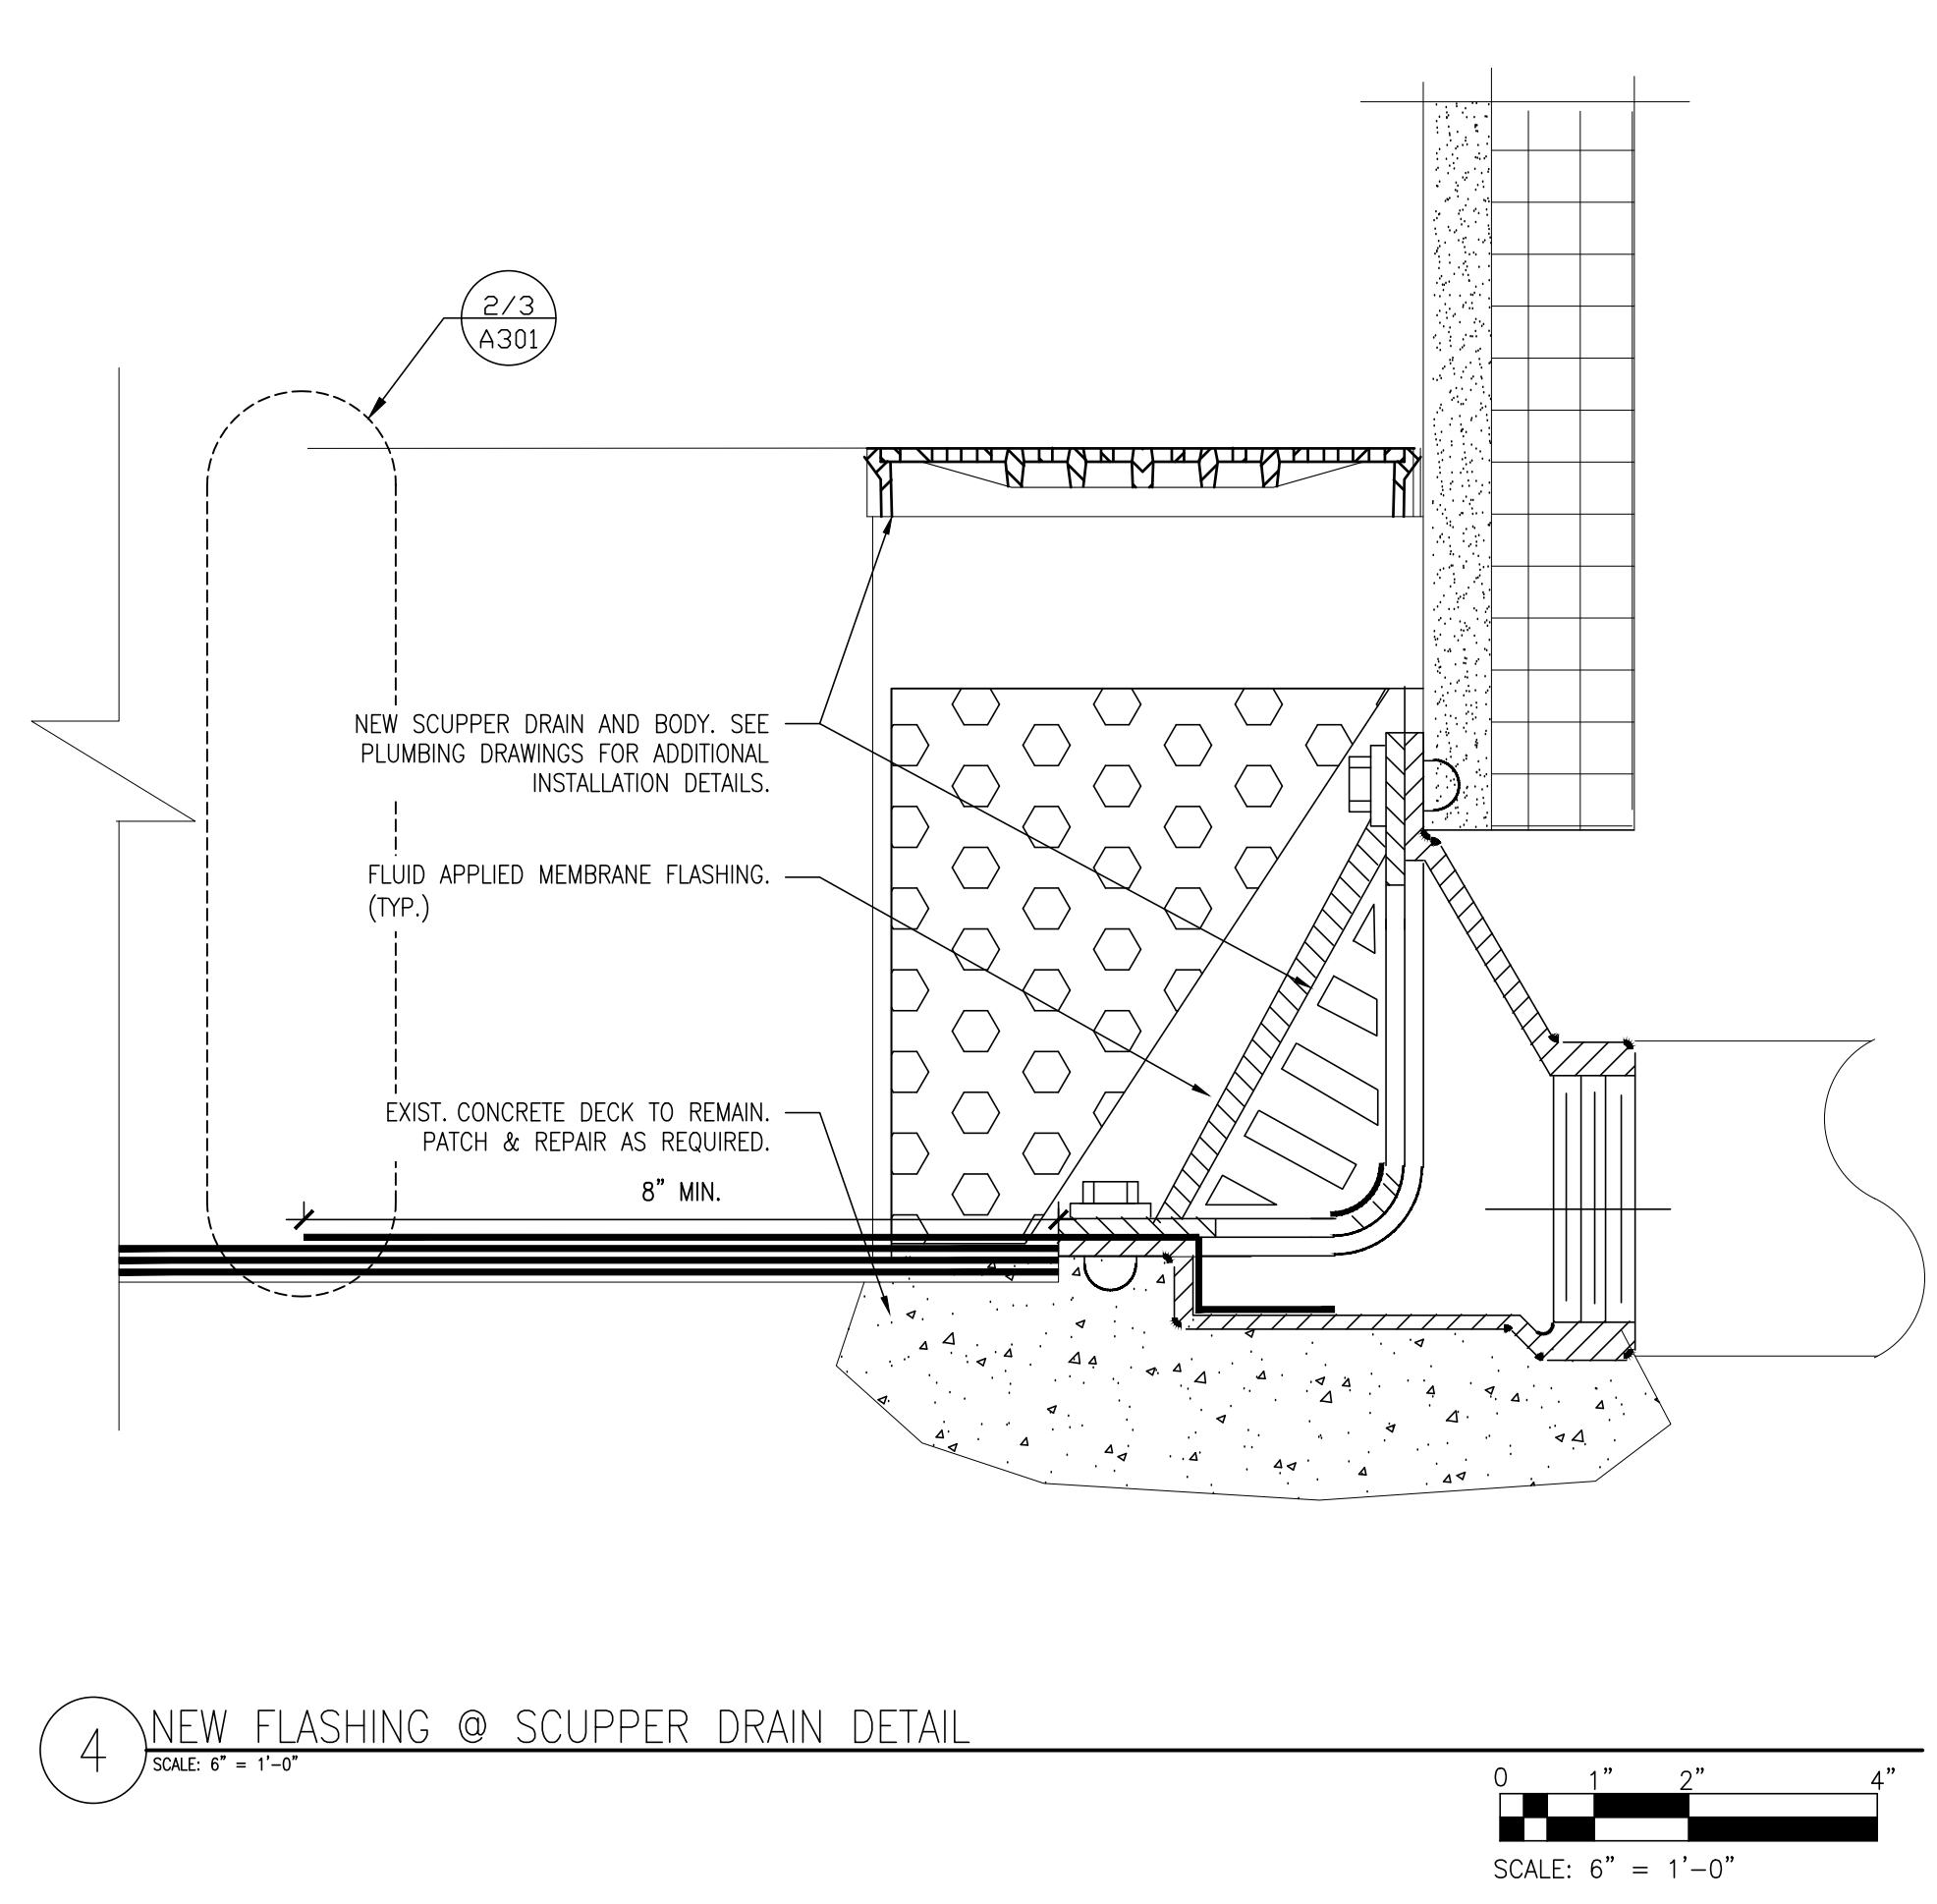 2/3
A301
NEW SCUPPER DRAIN AND BODY. SEE
PLUMBING DRAWINGS FOR ADDITIONAL
INSTALLATION DETAILS.
FLUID APPLIED MEMBRANE FLASHING.
(TYP.)
EXIST. CONCRETE DECK TO REMAIN.
PATCH & REPAIR AS REQUIRED.
8" MIN.
4
NEW FLASHING @ SCUPPER DRAIN DETAIL
SCALE: 6" = 1'-0"
0 1" 2" 4"
SCALE: 6" = 1'-0"